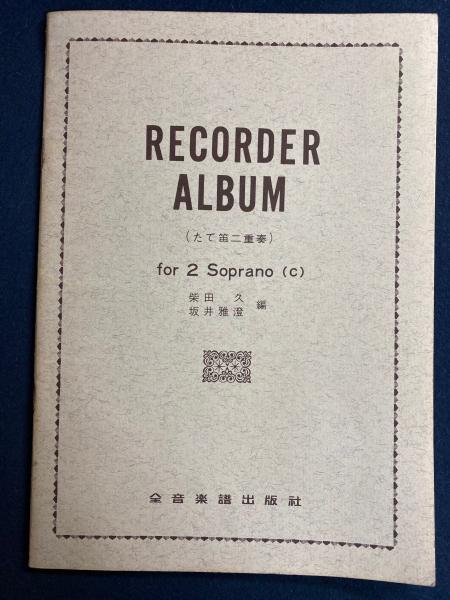 RECORDER
ALBUM
(たて笛二重奏)
for 2 Soprano (C)
柴田 久
坂井雅澄
編
全音楽譜出版社